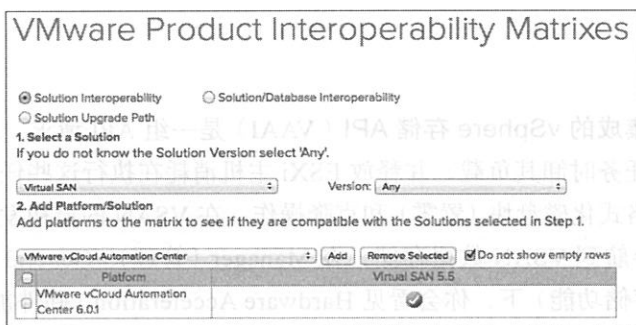 VMware Product Interoperability Matrixes
Solution Interoperability
Solution/Database Interoperability
Solution Upgrade Path
1. Select a Solution
If you do not know the Solution Version select 'Any'.
Virtual SAN
Version: Any
2. Add Platform/Solution
Add platforms to the matrix to see if they are compatible with the Solutions selected in Step 1.
VMware vCloud Automation Center
Add
Remove Selected
Do not show empty rows
Platform
Virtual SAN 5.5
VMware vCloud Automation
Center 6.0.1